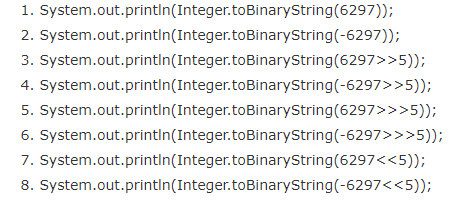 1. System.out.println(Integer.toBinaryString(6297));
2. System.out.println(Integer.toBinaryString(-6297));
3. System.out.println(Integer.toBinaryString(6297>>5));
4. System.out.println(Integer.toBinaryString(-6297>>5));
5. System.out.println(Integer.toBinaryString(6297>>>5));
6. System.out.println(Integer.toBinaryString(-6297>>>5));
7. System.out.println(Integer.toBinaryString(6297<<5));
8. System.out.println(Integer.toBinaryString(-6297<<5));